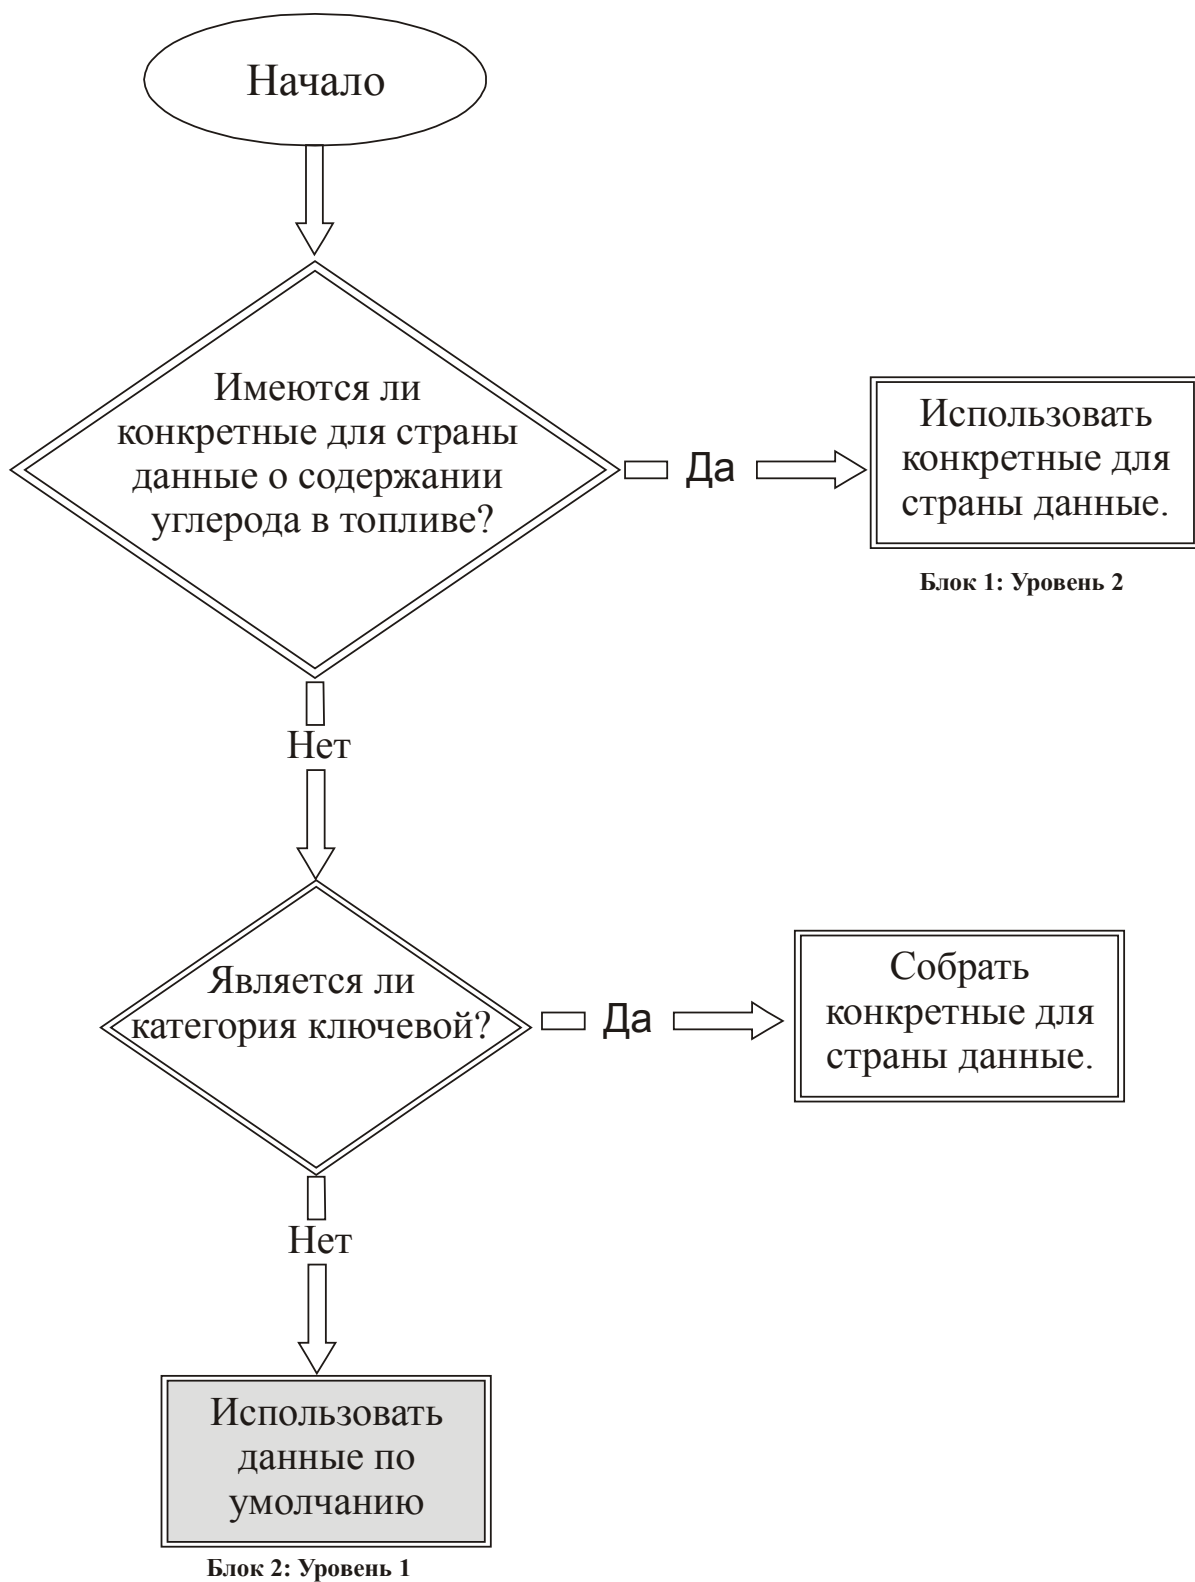 Начало
Имеются ли
конкретные для страны
данные о содержании
углерода в топливе?
Да
Использовать
конкретные для
страны данные.
Блок 1: Уровень 2
Нет
Является ли
категория ключевой?
Да
Собрать
конкретные для
страны данные.
Нет
Использовать
данные по
умолчанию
Блок 2: Уровень 1